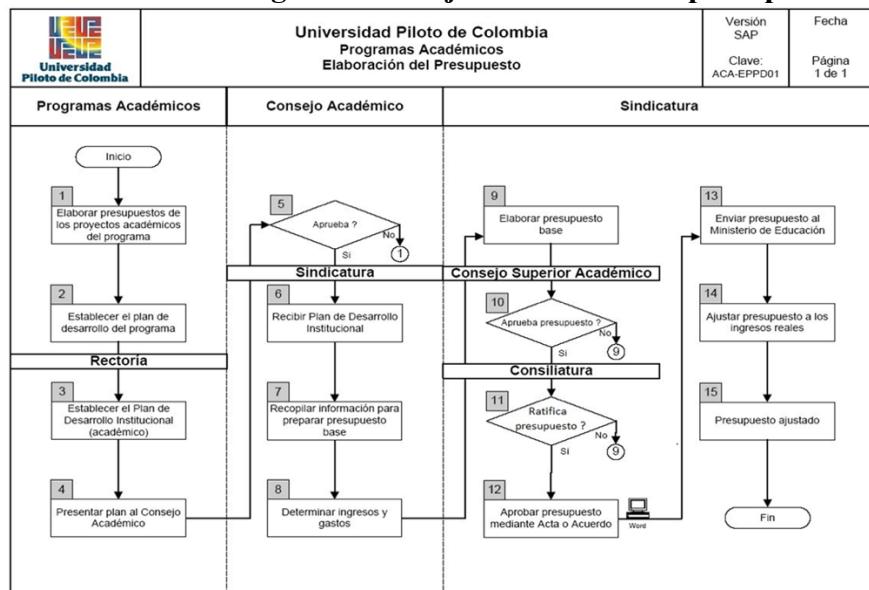 Universidad
Piloto de Colombia
Universidad Piloto de Colombia
Programas Académicos
Elaboración del Presupuesto
Versión
SAP
Clave:
ACA-EPPD01
Fecha
Página
1 de 1
Programas Académicos
Inicio
1
Elaborar presupuestos de
los proyectos académicos
del programa
2
Establecer el plan de
desarrollo del programa
Rectoría
3
Establecer el Plan de
Desarrollo Institucional
(académico)
4
Presentar plan al Consejo
Académico
Consejo Académico
5
Aprueba ?
No
1
Si
Sindicatura
6
Recibir Plan de Desarrollo
Institucional
7
Recopilar información para
preparar presupuesto
base
8
Determinar ingresos y
gastos
Sindicatura
9
Elaborar presupuesto
base
Consejo Superior Académico
10
Aprueba presupuesto ?
No
9
Si
Consiliatura
11
Ratifica
presupuesto ?
No
9
Si
12
Aprobar presupuesto
mediante Acta o Acuerdo
Word
13
Enviar presupuesto al
Ministerio de Educación
14
Ajustar presupuesto a los
ingresos reales
15
Presupuesto ajustado
Fin